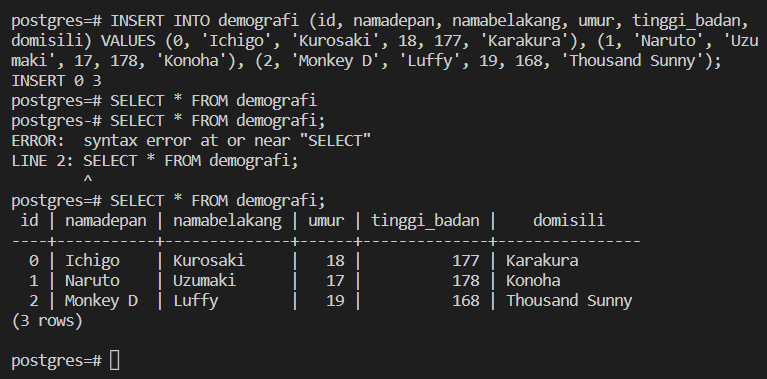 postgres=# INSERT INTO demografi (id, namadepan, namabelakang, umur, tinggi_badan,
domisili) VALUES (0, 'Ichigo', 'Kurosaki', 18, 177, 'Karakura'), (1, 'Naruto', 'Uzu
maki', 17, 178, 'Konoha'), (2, 'Monkey D', 'Luffy', 19, 168, 'Thousand Sunny');
INSERT 0 3
postgres=# SELECT * FROM demografi
postgres-# SELECT * FROM demografi;
ERROR:  syntax error at or near "SELECT"
LINE 2: SELECT * FROM demografi;
        ^
postgres=# SELECT * FROM demografi;
 id | namadepan | namabelakang | umur | tinggi_badan |    domisili
----+-----------+--------------+------+--------------+----------------
  0 | Ichigo    | Kurosaki     |   18 |          177 | Karakura
  1 | Naruto    | Uzumaki      |   17 |          178 | Konoha
  2 | Monkey D  | Luffy        |   19 |          168 | Thousand Sunny
(3 rows)
postgres=#